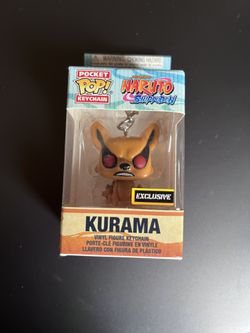 POCKET
POP!
KEYCHAIN
NARUTO
SHIPPUDEN
EXCLUSIVE
KURAMA
VINYL FIGURE KEYCHAIN
PORTE-CLÉ FIGURINE EN VINYLE
LLAVERO CON FIGURA DE PLÁSTICO